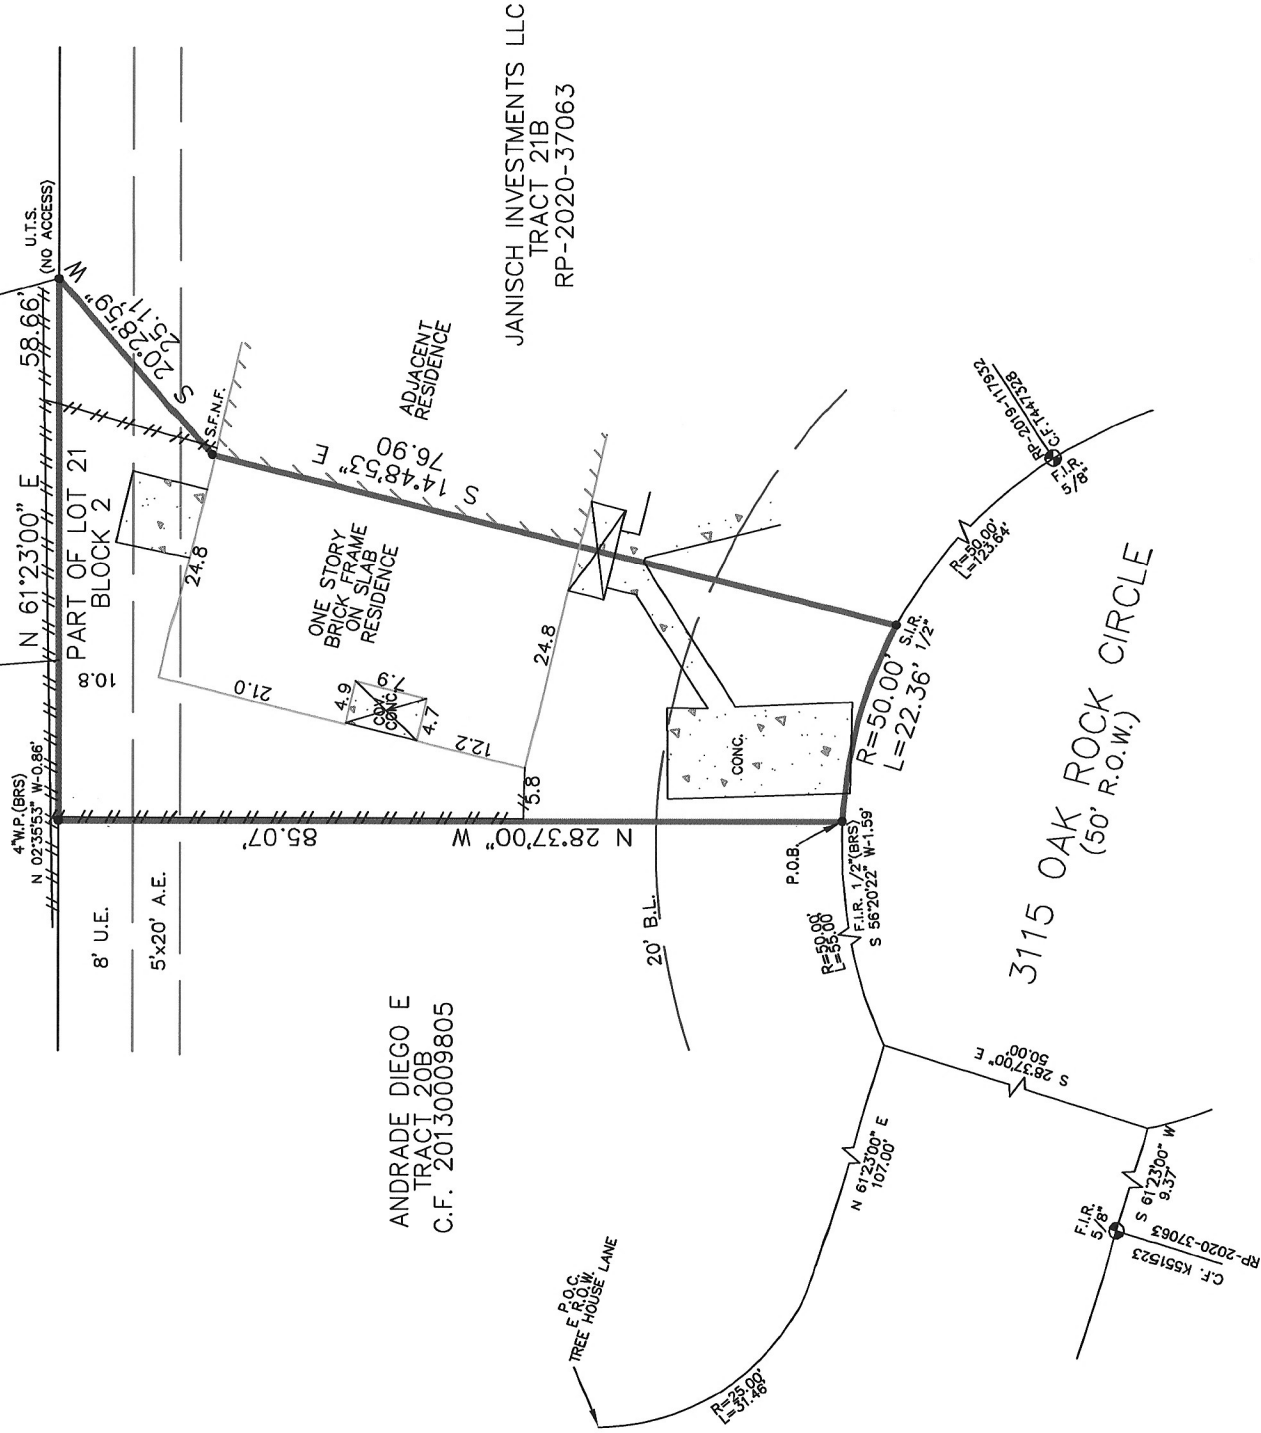 N 61°23'00" E
58.66'
U.T.S.
(NO ACCESS)
4"W.P.(BRS)
N 02°35'53" W-0.86'
PART OF LOT 21
BLOCK 2
10.8
8' U.E.
5'x20' A.E.
S 20°28'59" W
25.11'
S.F.N.F.
S 14°48'53" E
76.90
ADJACENT
RESIDENCE
JANISCH INVESTMENTS LLC
TRACT 21B
RP-2020-37063
24.8
ONE STORY
BRICK FRAME
ON SLAB
RESIDENCE
21.0
4.9
7.9
COV.
CONC.
4.7
12.2
24.8
5.8
N 28°37'00" W
85.07'
20' B.L.
CONC.
P.O.B.
F.I.R. 1/2"(BRS)
S 56°20'22" W-1.59'
R=50.00'
L=55.00'
R=50.00'
L=22.36'
S.I.R.
1/2"
R=50.00'
L=123.64'
RP-2019-117932
C.F. T447328
F.I.R.
5/8"
3115 OAK ROCK CIRCLE
(50' R.O.W.)
ANDRADE DIEGO E
TRACT 20B
C.F. 20130009805
P.O.C.
E R.O.W.
TREE HOUSE LANE
R=25.00'
L=31.46'
N 61°23'00" E
107.00'
S 28°37'00" E
50.00'
S 61°23'00" W
9.37'
F.I.R.
5/8"
C.F. K551523
RP-2020-37063